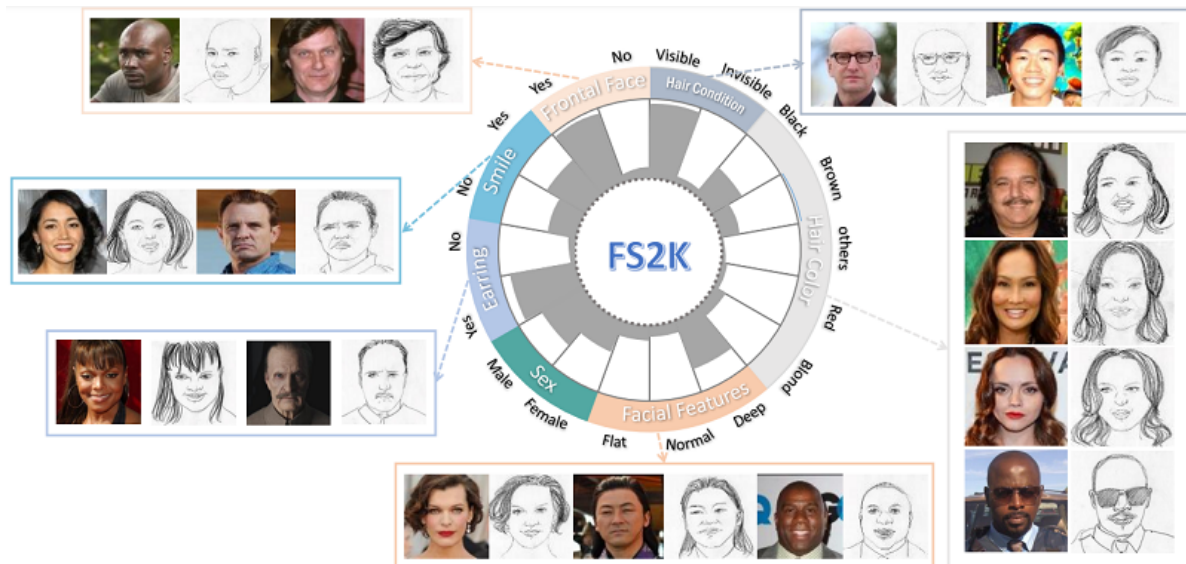 No
Visible
Invisible
Yes
Frontal Face
Hair Condition
Black
Yes
Brown
Smile
No
others
FS2K
Hair Color
No
Earring
Red
Yes
Blond
Male
Sex
Deep
Female
Facial Features
Normal
Flat